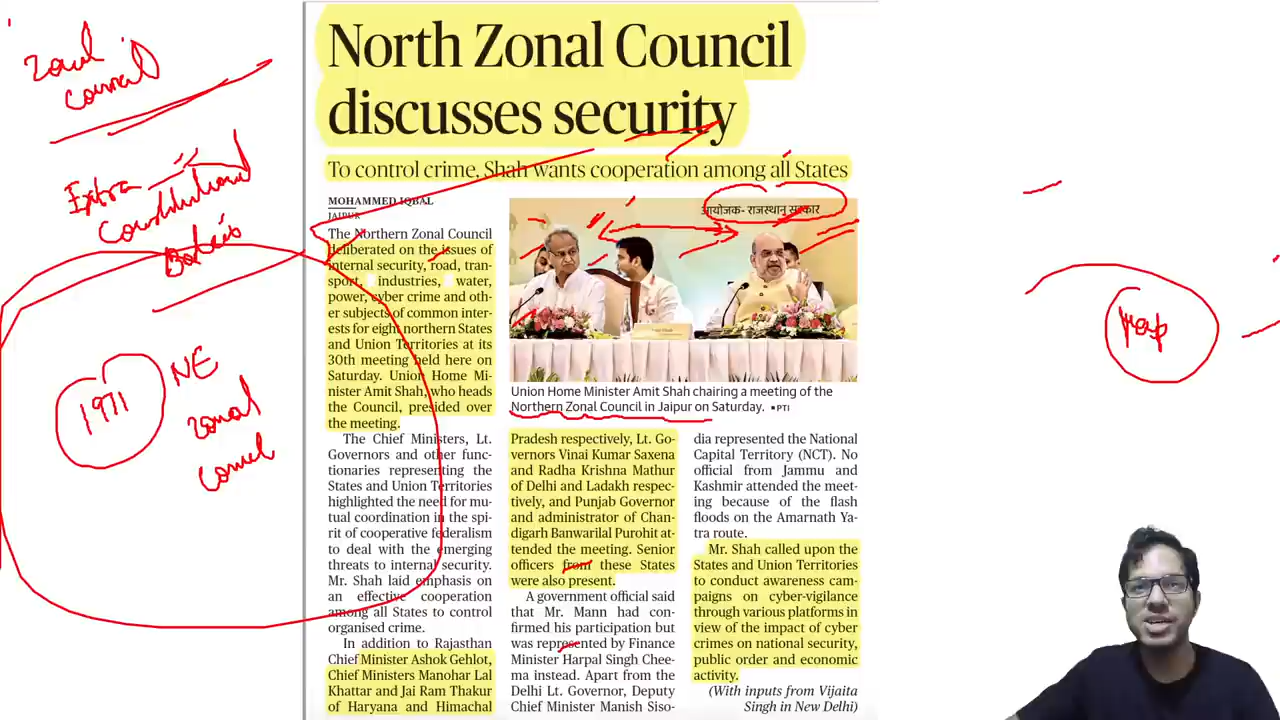 Zonal
Council
Extra
Constitutional
Bodies
1971
NE
Zonal
Council
North Zonal Council
discusses security
To control crime, Shah wants cooperation among all States
MOHAMMED IQBAL
JAIPUR
The Northern Zonal Council
deliberated on the issues of
internal security, road, tran-
sport, industries, water,
power, cyber crime and oth-
er subjects of common inter-
ests for eight northern States
and Union Territories at its
30th meeting held here on
Saturday. Union Home Mi-
nister Amit Shah, who heads
the Council, presided over
the meeting.
The Chief Ministers, Lt.
Governors and other func-
tionaries representing the
States and Union Territories
highlighted the need for mu-
tual coordination in the spi-
rit of cooperative federalism
to deal with the emerging
threats to internal security.
Mr. Shah laid emphasis on
an effective cooperation
among all States to control
organised crime.
In addition to Rajasthan
Chief Minister Ashok Gehlot,
Chief Ministers Manohar Lal
Khattar and Jai Ram Thakur
of Haryana and Himachal
आयोजक- राजस्थान सरकार
Union Home Minister Amit Shah chairing a meeting of the
Northern Zonal Council in Jaipur on Saturday. ■PTI
Pradesh respectively, Lt. Go-
vernors Vinai Kumar Saxena
and Radha Krishna Mathur
of Delhi and Ladakh respec-
tively, and Punjab Governor
and administrator of Chan-
digarh Banwarilal Purohit at-
tended the meeting. Senior
officers from these States
were also present.
A government official said
that Mr. Mann had con-
firmed his participation but
was represented by Finance
Minister Harpal Singh Chee-
ma instead. Apart from the
Delhi Lt. Governor, Deputy
Chief Minister Manish Siso-
dia represented the National
Capital Territory (NCT). No
official from Jammu and
Kashmir attended the meet-
ing because of the flash
floods on the Amarnath Ya-
tra route.
Mr. Shah called upon the
States and Union Territories
to conduct awareness cam-
paigns on cyber-vigilance
through various platforms in
view of the impact of cyber
crimes on national security,
public order and economic
activity.
(With inputs from Vijaita
Singh in New Delhi)
Map